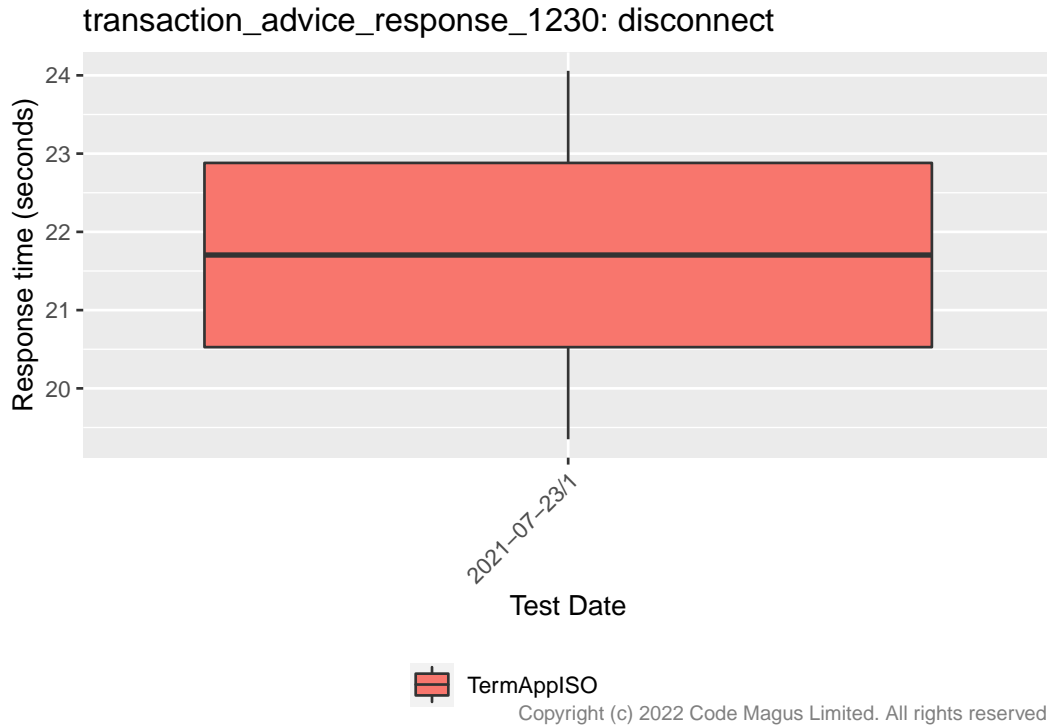 transaction_advice_response_1230: disconnect
24
23
22
21
20
Response time (seconds)
2021−07−23/1
Test Date
TermAppISO
Copyright (c) 2022 Code Magus Limited. All rights reserved